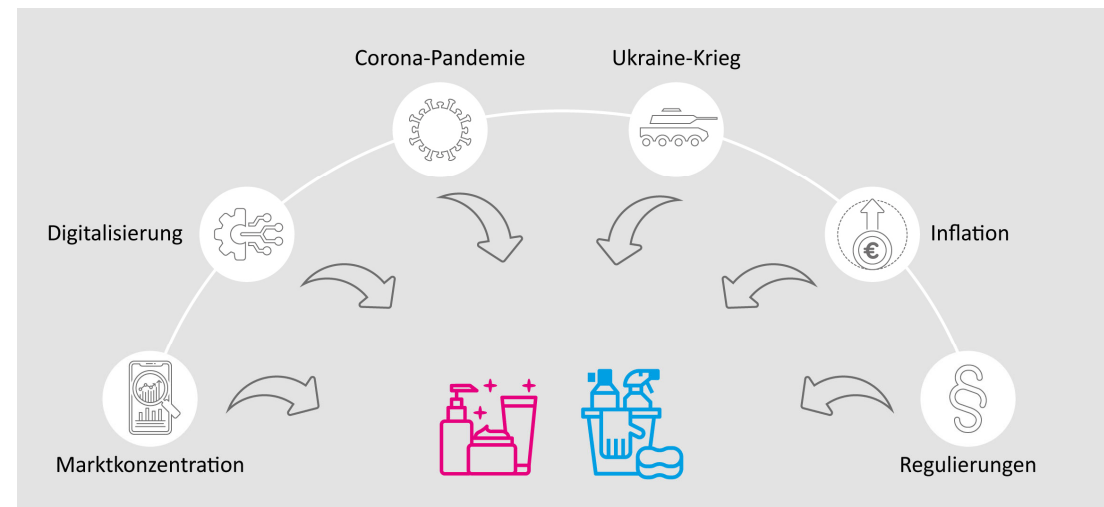 Corona-Pandemie
Ukraine-Krieg
Digitalisierung
€
Inflation
§
Marktkonzentration
Regulierungen